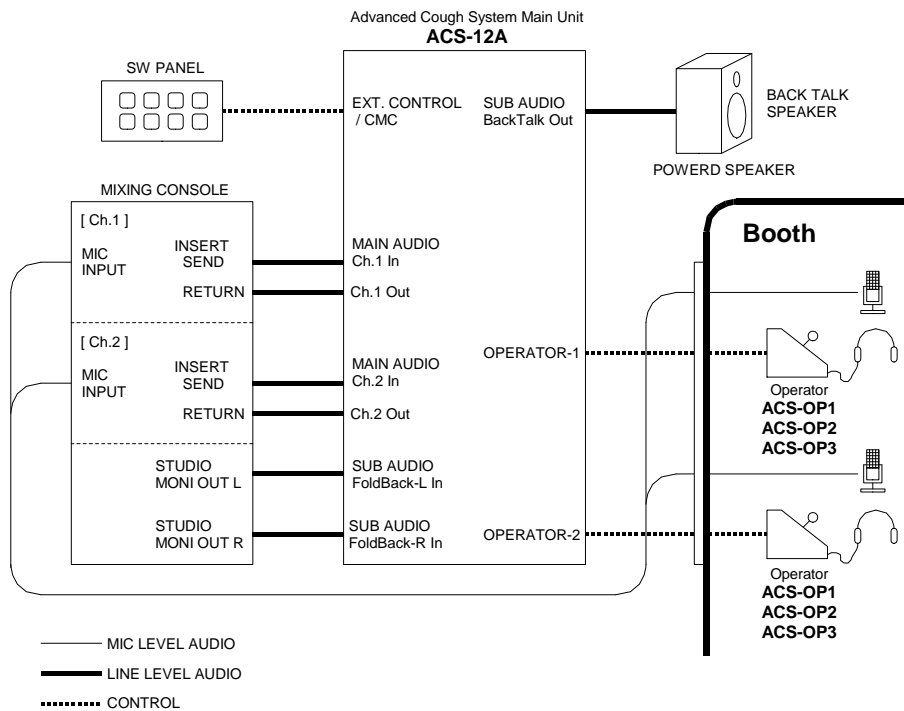 Advanced Cough System Main Unit
ACS-12A
SW PANEL
EXT. CONTROL
/ CMC
SUB AUDIO
BackTalk Out
BACK TALK
SPEAKER
POWERD SPEAKER
MIXING CONSOLE
[ Ch.1 ]
MIC
INPUT
INSERT
SEND
RETURN
MAIN AUDIO
Ch.1 In
Ch.1 Out
[ Ch.2 ]
MIC
INPUT
INSERT
SEND
RETURN
MAIN AUDIO
Ch.2 In
Ch.2 Out
STUDIO
MONI OUT L
SUB AUDIO
FoldBack-L In
STUDIO
MONI OUT R
SUB AUDIO
FoldBack-R In
OPERATOR-1
OPERATOR-2
Booth
Operator
ACS-OP1
ACS-OP2
ACS-OP3
Operator
ACS-OP1
ACS-OP2
ACS-OP3
MIC LEVEL AUDIO
LINE LEVEL AUDIO
CONTROL